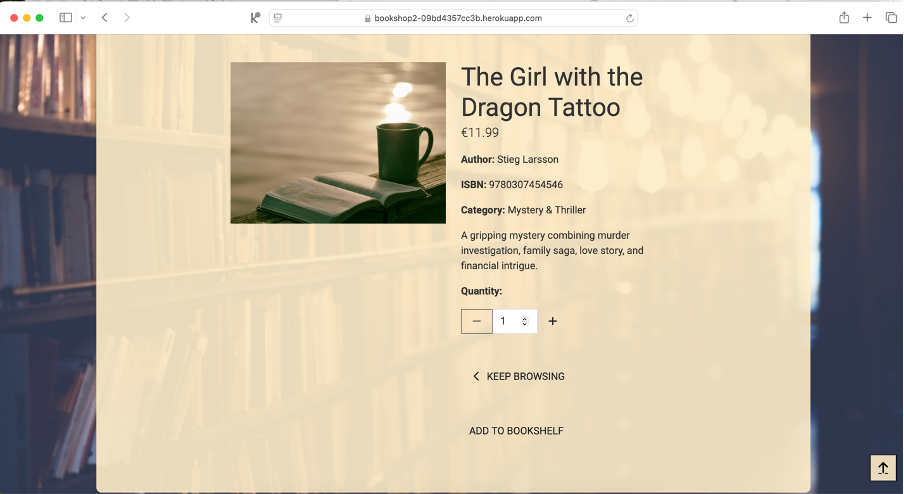 bookshop2-09bd4357cc3b.herokuapp.com
The Girl with the
Dragon Tattoo
€11.99
Author: Stieg Larsson
ISBN: 9780307454546
Category: Mystery & Thriller
A gripping mystery combining murder
investigation, family saga, love story, and
financial intrigue.
Quantity:
1
KEEP BROWSING
ADD TO BOOKSHELF